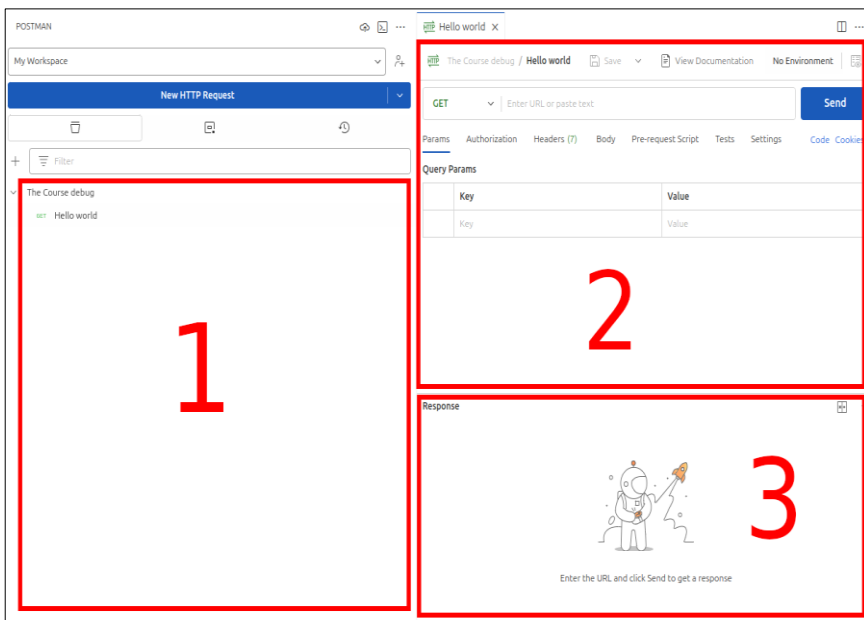 POSTMAN
My Workspace
New HTTP Request
Filter
The Course debug
GET Hello world
1
HTTP Hello world
HTTP The Course debug / Hello world Save View Documentation No Environment
GET Enter URL or paste text Send
Params Authorization Headers (7) Body Pre-request Script Tests Settings Code Cookies
Query Params
Key Value
Key Value
2
Response
3
Enter the URL and click Send to get a response